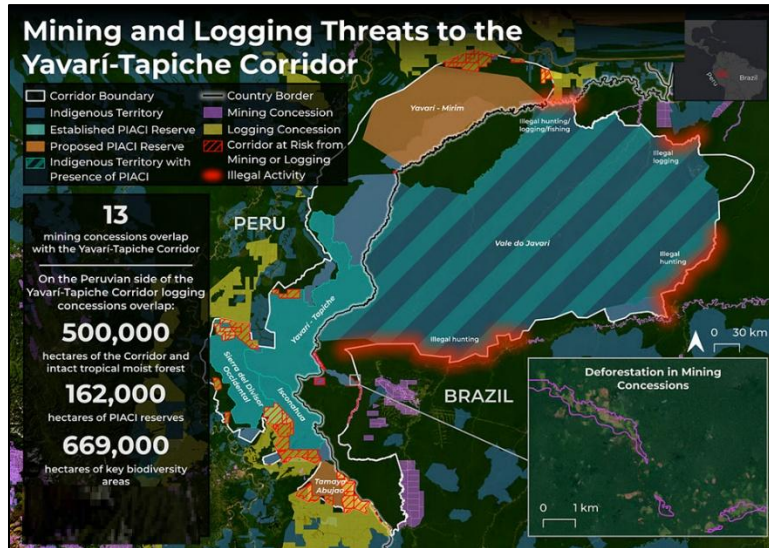 Mining and Logging Threats to the
Yavarí-Tapiche Corridor
Corridor Boundary
Indigenous Territory
Established PIACI Reserve
Proposed PIACI Reserve
Indigenous Territory with
Presence of PIACI
Country Border
Mining Concession
Logging Concession
Corridor at Risk from
Mining or Logging
Illegal Activity
13
mining concessions overlap
with the Yavarí-Tapiche Corridor
On the Peruvian side of the
Yavarí-Tapiche Corridor logging
concessions overlap:
500,000
hectares of the Corridor and
intact tropical moist forest
162,000
hectares of PIACI reserves
669,000
hectares of key biodiversity
areas
PERU
BRAZIL
Yavarí - Mirim
Illegal hunting/
logging/fishing
Illegal
logging
Vale do Javari
Illegal
hunting
Illegal hunting
Yavarí - Tapiche
Sierra del Divisor
Occidental
Isconahua
Tamaya
Abujao
Peru
Brazil
0 30 km
Deforestation in Mining
Concessions
0 1 km